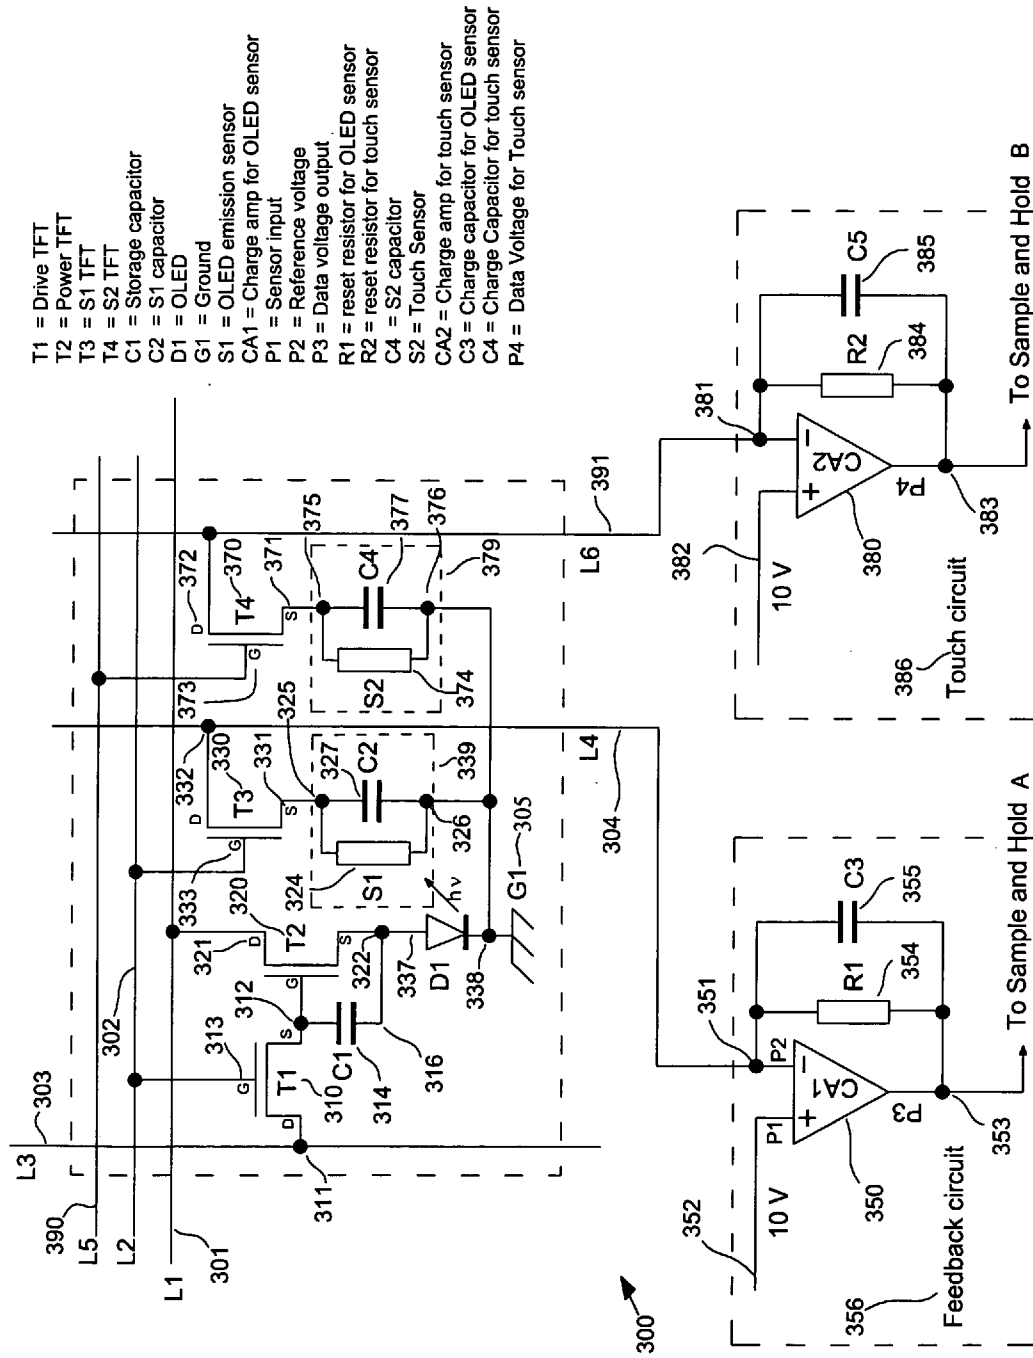 T1 = Drive TFT
T2 = Power TFT
T3 = S1 TFT
T4 = S2 TFT
C1 = Storage capacitor
C2 = S1 capacitor
D1 = OLED
G1 = Ground
S1 = OLED emission sensor
CA1 = Charge amp for OLED sensor
P1 = Sensor input
P2 = Reference voltage
P3 = Data voltage output
R1 = reset resistor for OLED sensor
R2 = reset resistor for touch sensor
C4 = S2 capacitor
S2 = Touch Sensor
CA2 = Charge amp for touch sensor
C3 = Charge capacitor for OLED sensor
C4 = Charge Capacitor for touch sensor
P4 = Data Voltage for Touch sensor
L3
303
390
L5
L2
L1
301
302
311
D
T1
310
G
313
S
312
C1
314
316
G
T2
320
D
321
S
322
337
D1
hν
338
G1
305
333
G
T3
330
D
332
S
331
325
324
S1
327
C2
326
339
373
G
T4
370
D
372
S
371
375
S2
374
C4
377
376
379
L4
304
L6
391
300
352
10 V
P1
P2
351
+
−
CA1
350
P3
353
R1
354
C3
355
356
Feedback circuit
To Sample and Hold A
382
10 V
381
+
−
CA2
380
P4
383
R2
384
C5
385
386
Touch circuit
To Sample and Hold B